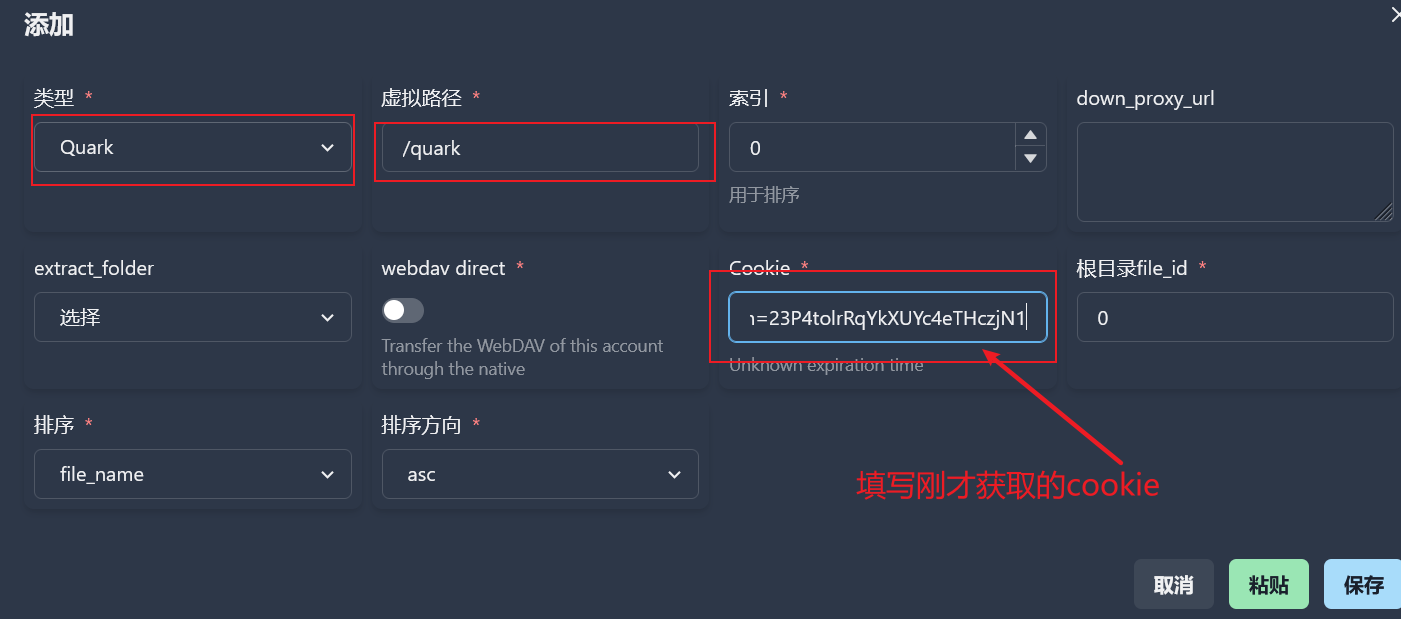 添加
类型 *
虚拟路径 *
索引 *
down_proxy_url
Quark
/quark
0
用于排序
extract_folder
webdav direct *
Cookie *
根目录file_id *
选择
Transfer the WebDAV of this account
through the native
=23P4tolrRqYkXUYc4eTHczjN1
Unknown expiration time
0
排序 *
排序方向 *
file_name
asc
填写刚才获取的cookie
取消
粘贴
保存